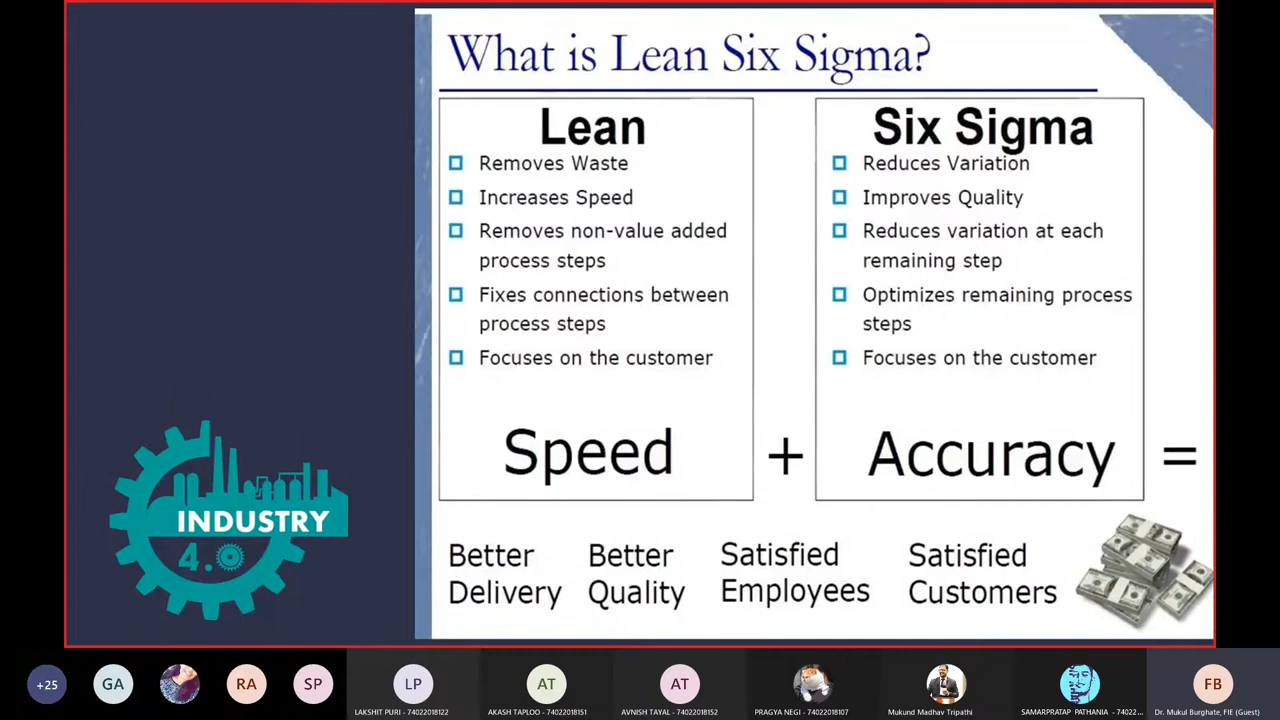 What is Lean Six Sigma?
Lean
Removes Waste
Increases Speed
Removes non-value added
process steps
Fixes connections between
process steps
Focuses on the customer
Speed
+
Six Sigma
Reduces Variation
Improves Quality
Reduces variation at each
remaining step
Optimizes remaining process
steps
Focuses on the customer
Accuracy
=
Better
Delivery
Better
Quality
Satisfied
Employees
Satisfied
Customers
INDUSTRY
4.0
+25
GA
RA
SP
LP
LAKSHIT PURI - 74022018122
AT
AKASH TAPLOO - 74022018151
AT
AVNISH TAYAL - 74022018152
PRAGYA NEGI - 74022018107
Mukund Madhav Tripathi
SAMARPRATAP PATHANIA - 74022...
FB
Dr. Mukul Burghate, FIE (Guest)